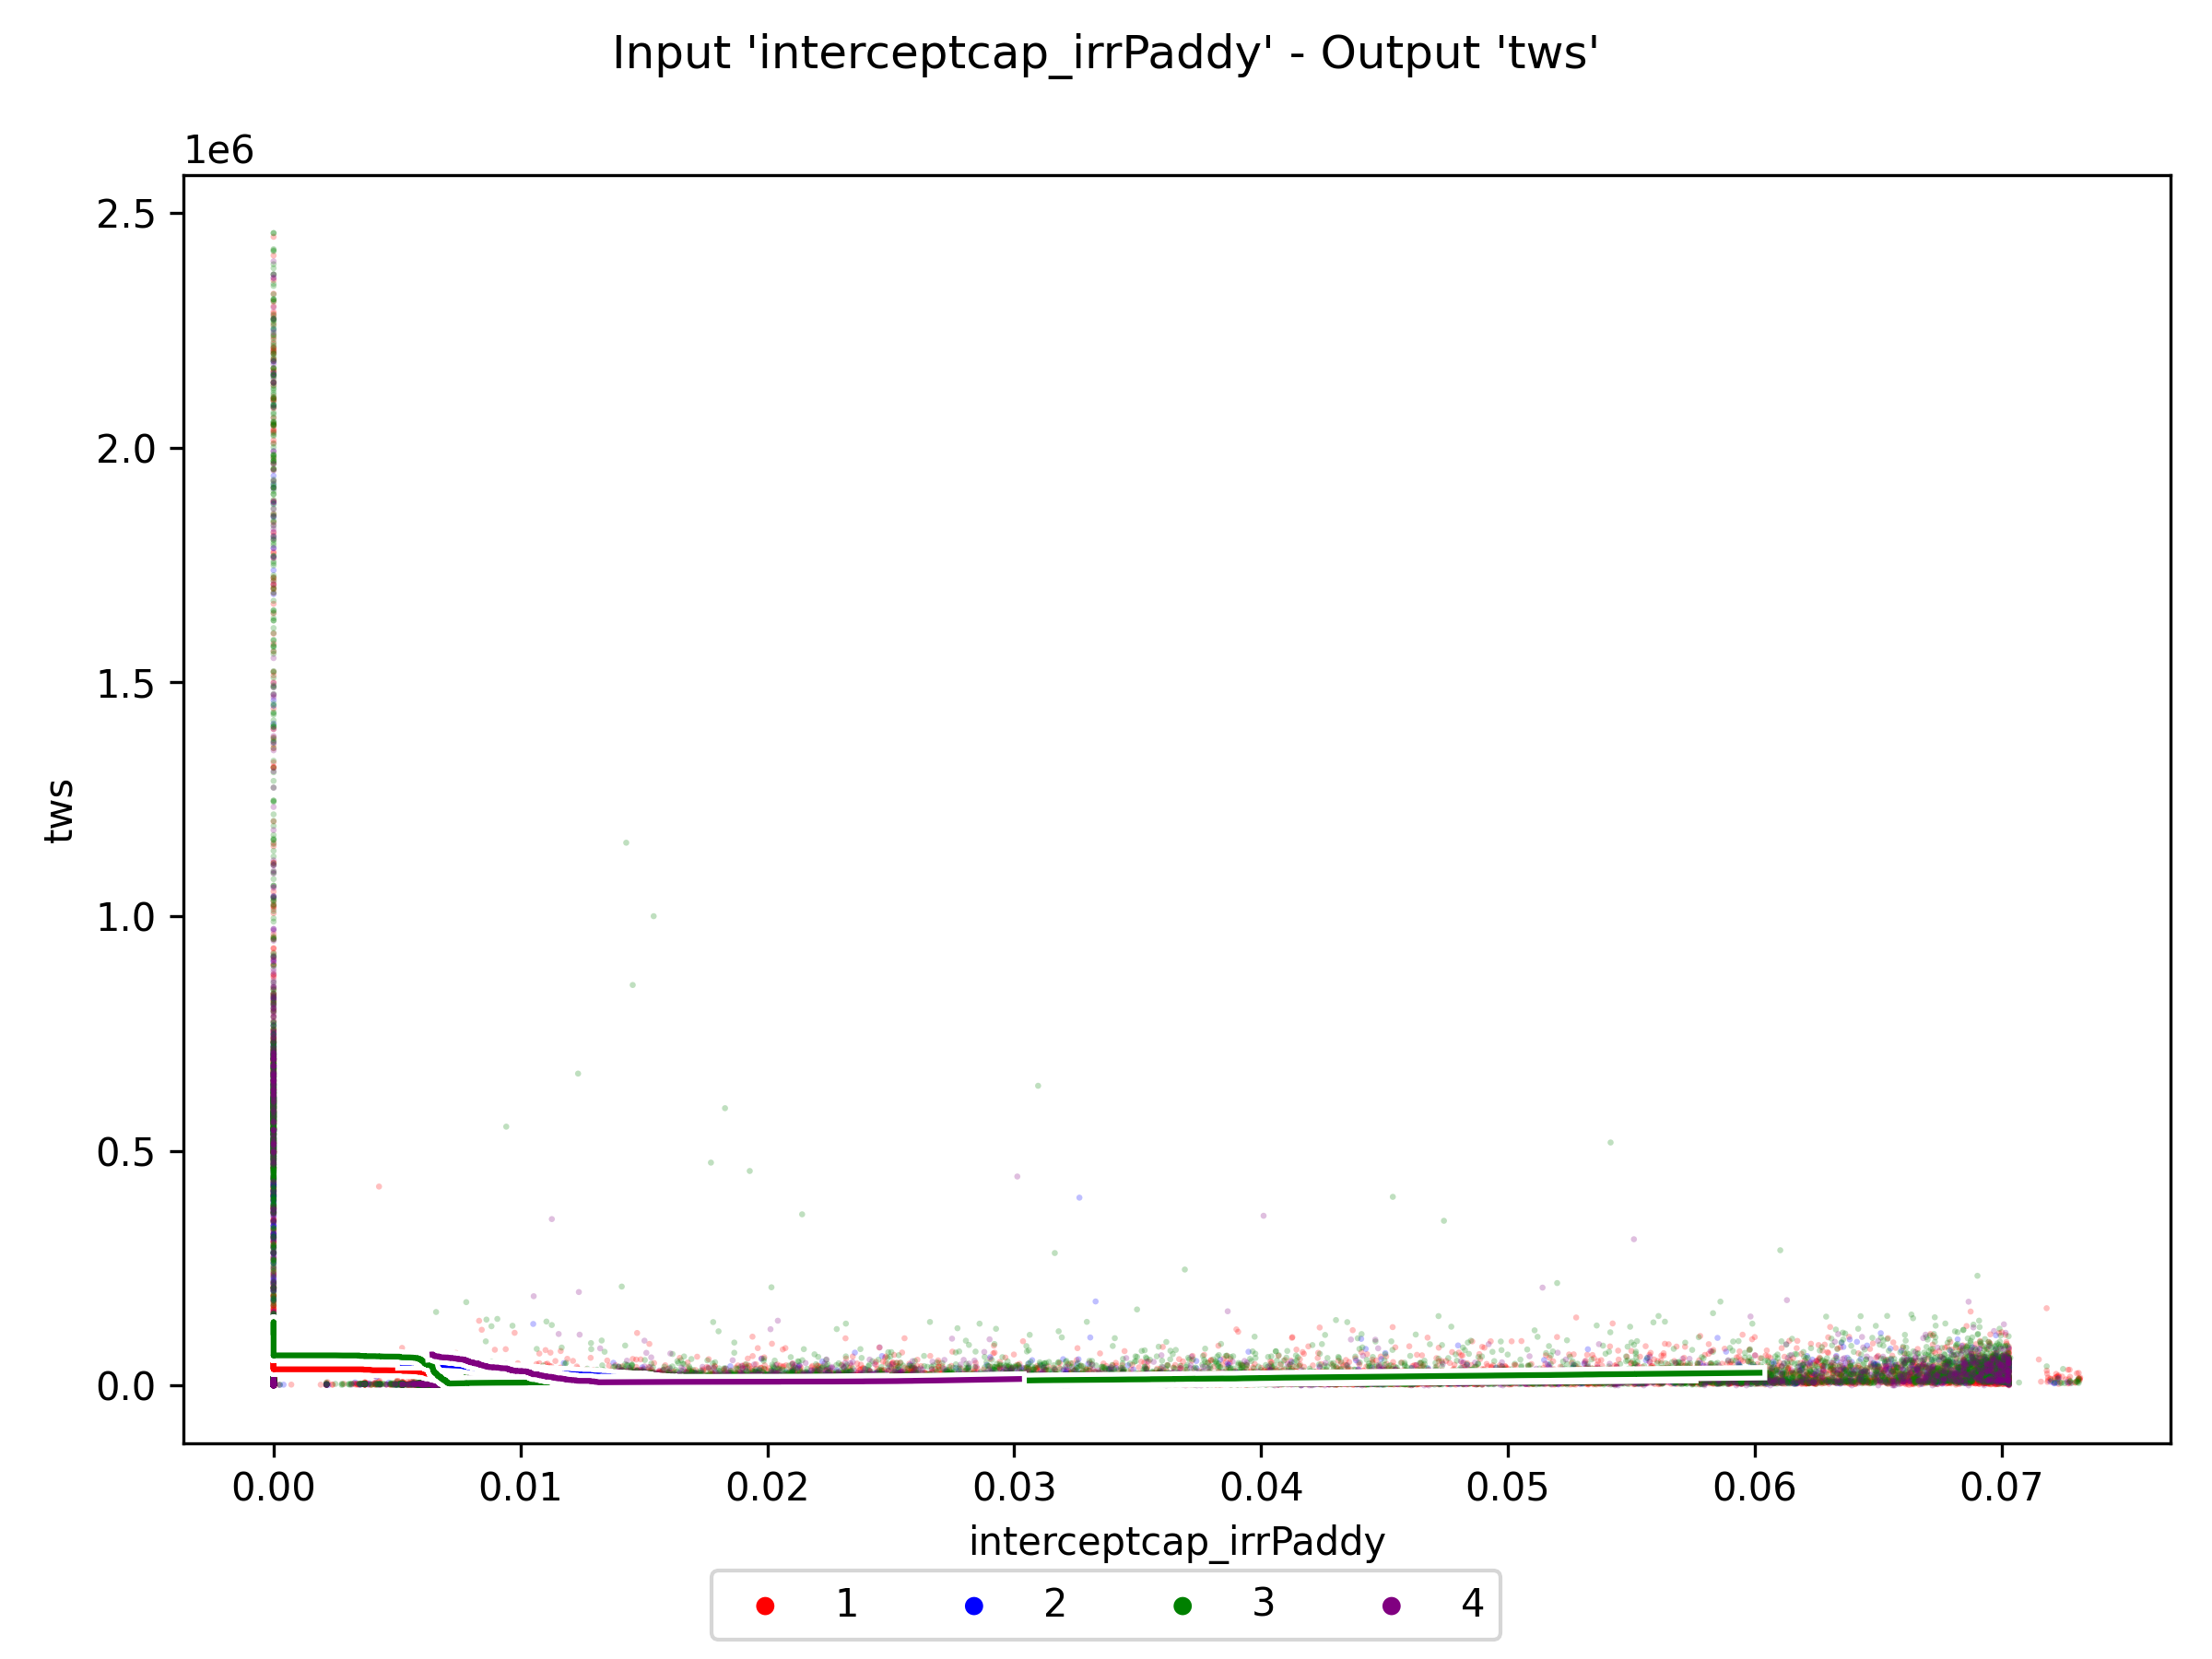 Input 'interceptcap_irrPaddy' - Output 'tws'
1e6
2.5
2.0
1.5
1.0
0.5
0.0
tws
0.00 0.01 0.02 0.03 0.04 0.05 0.06 0.07
interceptcap_irrPaddy
1 2 3 4